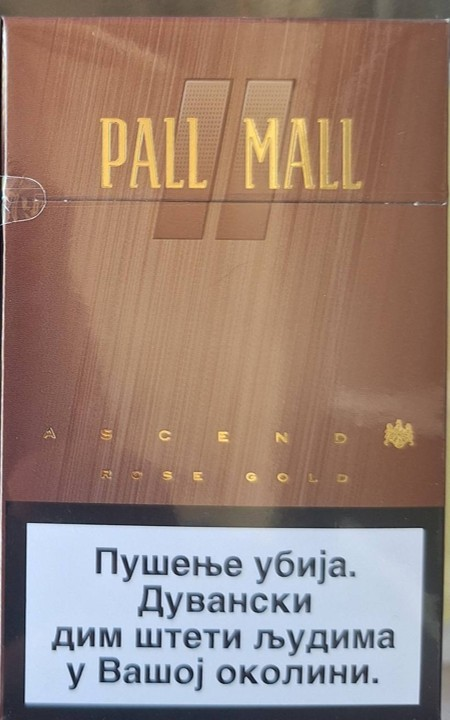 PALL MALL
ASCEND
ROSE GOLD
Пушење убија.
Дувански
дим штети људима
у Вашој околини.